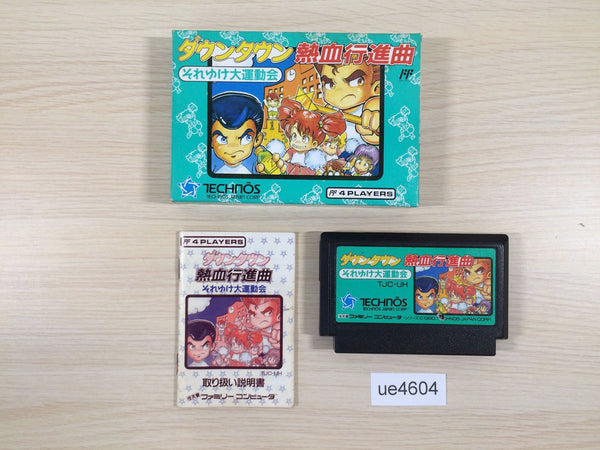 ダウンタウン
熱血行進曲
それゆけ大運動会
TECHNŌS
TECHNOS JAPAN CORP.
4 PLAYERS
4 PLAYERS
ダウンタウン
熱血行進曲
それゆけ大運動会
TJC-UH
取り扱い説明書
ファミリー コンピュータ
ダウンタウン
熱血行進曲
それゆけ大運動会
TJC-UH
TECHNŌS
TECHNOS JAPAN CORP.
ファミリー コンピュータ
TECHNOS JAPAN CORP.
ue4604